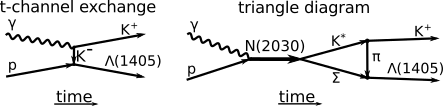 t-channel exchange
triangle diagram
γ
K⁺
K⁻
p
Λ(1405)
time
γ
N(2030)
K*
K⁺
π
p
Σ
Λ(1405)
time